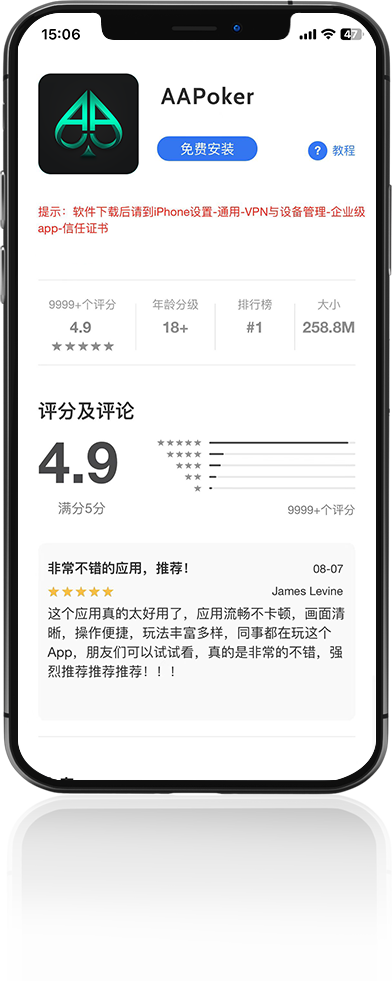 15:06
47
AA
AAPoker
免费安装
? 教程
提示：软件下载后请到iPhone设置-通用-VPN与设备管理-企业级
app-信任证书
9999+个评分 年龄分级 排行榜 大小
4.9 18+ #1 258.8M
★★★★★
评分及评论
4.9
★★★★★
★★★★
★★★
★★
★
满分5分 9999+个评分
非常不错的应用，推荐！ 08-07
★★★★★ James Levine
这个应用真的太好用了，应用流畅不卡顿，画面清
晰，操作便捷，玩法丰富多样，同事都在玩这个
App，朋友们可以试试看，真的是非常的不错，强
烈推荐推荐推荐！！！